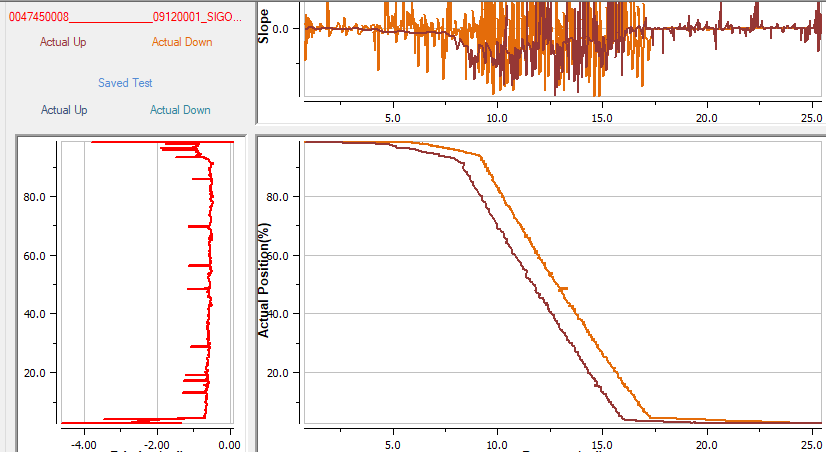 0047450008______________09120001_SIGO...
Actual Up Actual Down
Saved Test
Actual Up Actual Down
Slope
0.0
5.0 10.0 15.0 20.0 25.0
80.0
60.0
40.0
20.0
-4.00 -2.00 0.00
Actual Position(%)
80.0
60.0
40.0
20.0
5.0 10.0 15.0 20.0 25.0